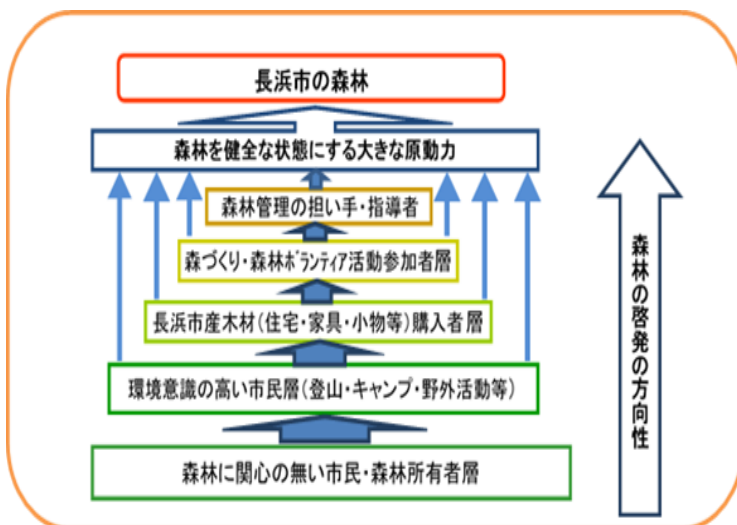 長浜市の森林
森林を健全な状態にする大きな原動力
森林管理の担い手・指導者
森づくり・森林ボランティア活動参加者層
長浜市産木材(住宅・家具・小物等)購入者層
環境意識の高い市民層(登山・キャンプ・野外活動等)
森林に関心の無い市民・森林所有者層
森林の啓発の方向性